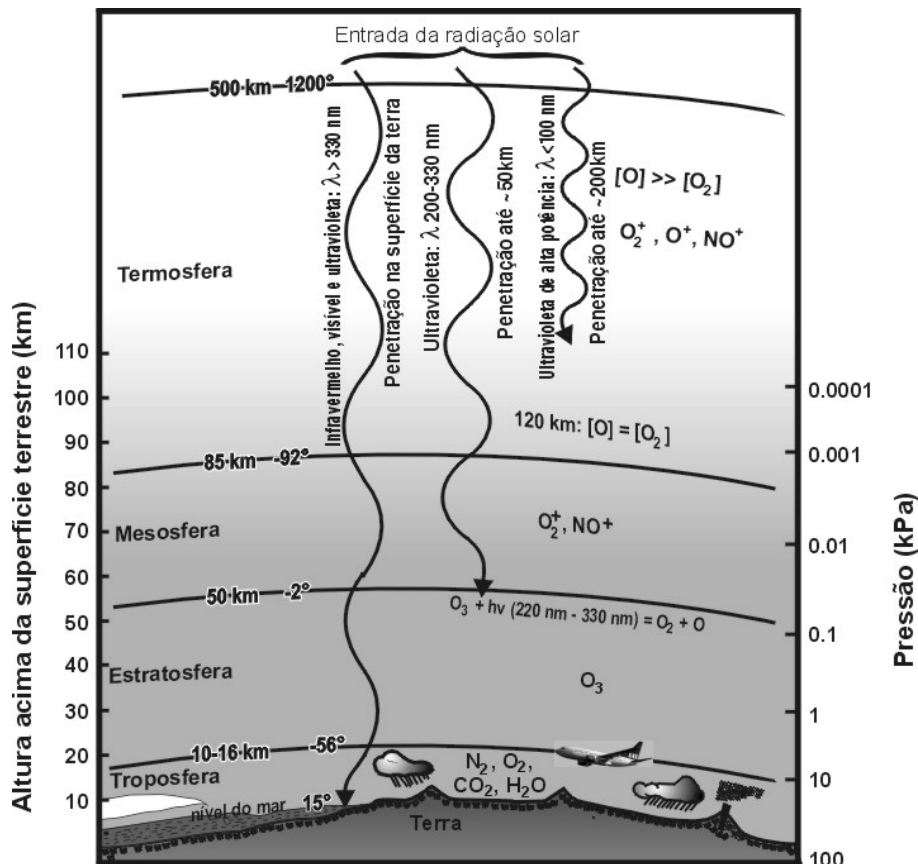 Entrada da radiação solar
500 km 1200°
Infravermelho, visível e ultravioleta: λ > 330 nm
Penetração na superfície da terra
Ultravioleta: λ 200-330 nm
Penetração até ~ 50km
Ultravioleta de alta potência: λ <100 nm
Penetração até ~200km
[O] >> [O₂]
O₂⁺ , O⁺, NO⁺
Termosfera
Altura acima da superfície terrestre (km)
110
100
90
80
70
60
50
40
30
20
10
120 km: [O] = [O₂]
85 km -92°
Mesosfera
O₂⁺, NO⁺
50 km -2°
O₃ + hv (220 nm - 330 nm) = O₂ + O
Estratosfera
O₃
10-16 km -56°
Troposfera
N₂, O₂,
CO₂, H₂O
nível do mar 15°
Terra
Pressão (kPa)
0.0001
0.001
0.01
0.1
1
10
100